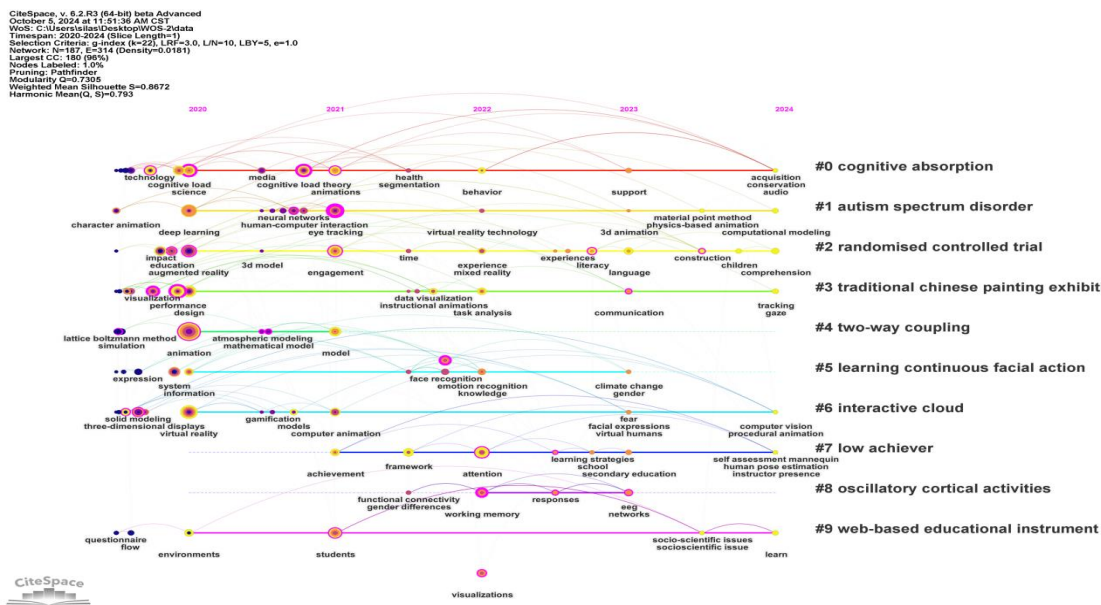 CiteSpace, v. 6.2.R3 (64-bit) beta Advanced
October 5, 2024 at 11:51:36 AM CST
WoS: C:\Users\silas\Desktop\WOS-2\data
Timespan: 2020-2024 (Slice Length=1)
Selection Criteria: g-index (k=22), LRF=3.0, L/N=10, LBY=5, e=1.0
Network: N=187, E=314 (Density=0.0181)
Largest CC: 180 (96%)
Nodes Labeled: 1.0%
Pruning: Pathfinder
Modularity Q=0.7305
Weighted Mean Silhouette S=0.8672
Harmonic Mean(Q, S)=0.793
2020 2021 2022 2023 2024
#0 cognitive absorption
technology media health acquisition
cognitive load cognitive load theory segmentation conservation
science animations behavior support audio
#1 autism spectrum disorder
neural networks material point method
character animation human-computer interaction physics-based animation
deep learning eye tracking virtual reality technology 3d animation computational modeling
#2 randomised controlled trial
impact time experiences construction
education 3d model experience literacy children
augmented reality engagement mixed reality language comprehension
#3 traditional chinese painting exhibit
visualization data visualization
performance instructional animations tracking
design task analysis communication gaze
#4 two-way coupling
lattice boltzmann method atmospheric modeling
simulation mathematical model
animation model
#5 learning continuous facial action
expression face recognition
system emotion recognition climate change
information knowledge gender
#6 interactive cloud
solid modeling gamification fear computer vision
three-dimensional displays models facial expressions procedural animation
virtual reality computer animation virtual humans
#7 low achiever
learning strategies self assessment mannequin
framework school human pose estimation
achievement attention secondary education instructor presence
#8 oscillatory cortical activities
functional connectivity responses eeg
gender differences networks
working memory
#9 web-based educational instrument
questionnaire socio-scientific issues
flow socioscientific issue
environments students learn
visualizations
CiteSpace